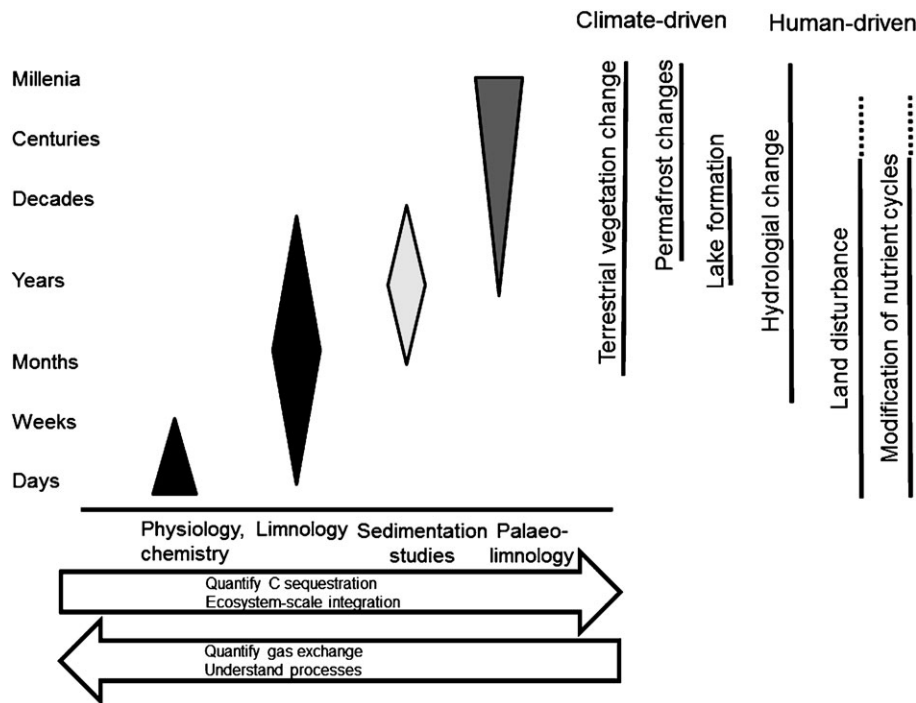 Climate-driven
Human-driven
Millenia
Centuries
Decades
Years
Months
Weeks
Days
Terrestrial vegetation change
Permafrost changes
Lake formation
Hydrologial change
Land disturbance
Modification of nutrient cycles
Physiology,
chemistry
Limnology
Sedimentation
studies
Palaeo-
limnology
Quantify C sequestration
Ecosystem-scale integration
Quantify gas exchange
Understand processes